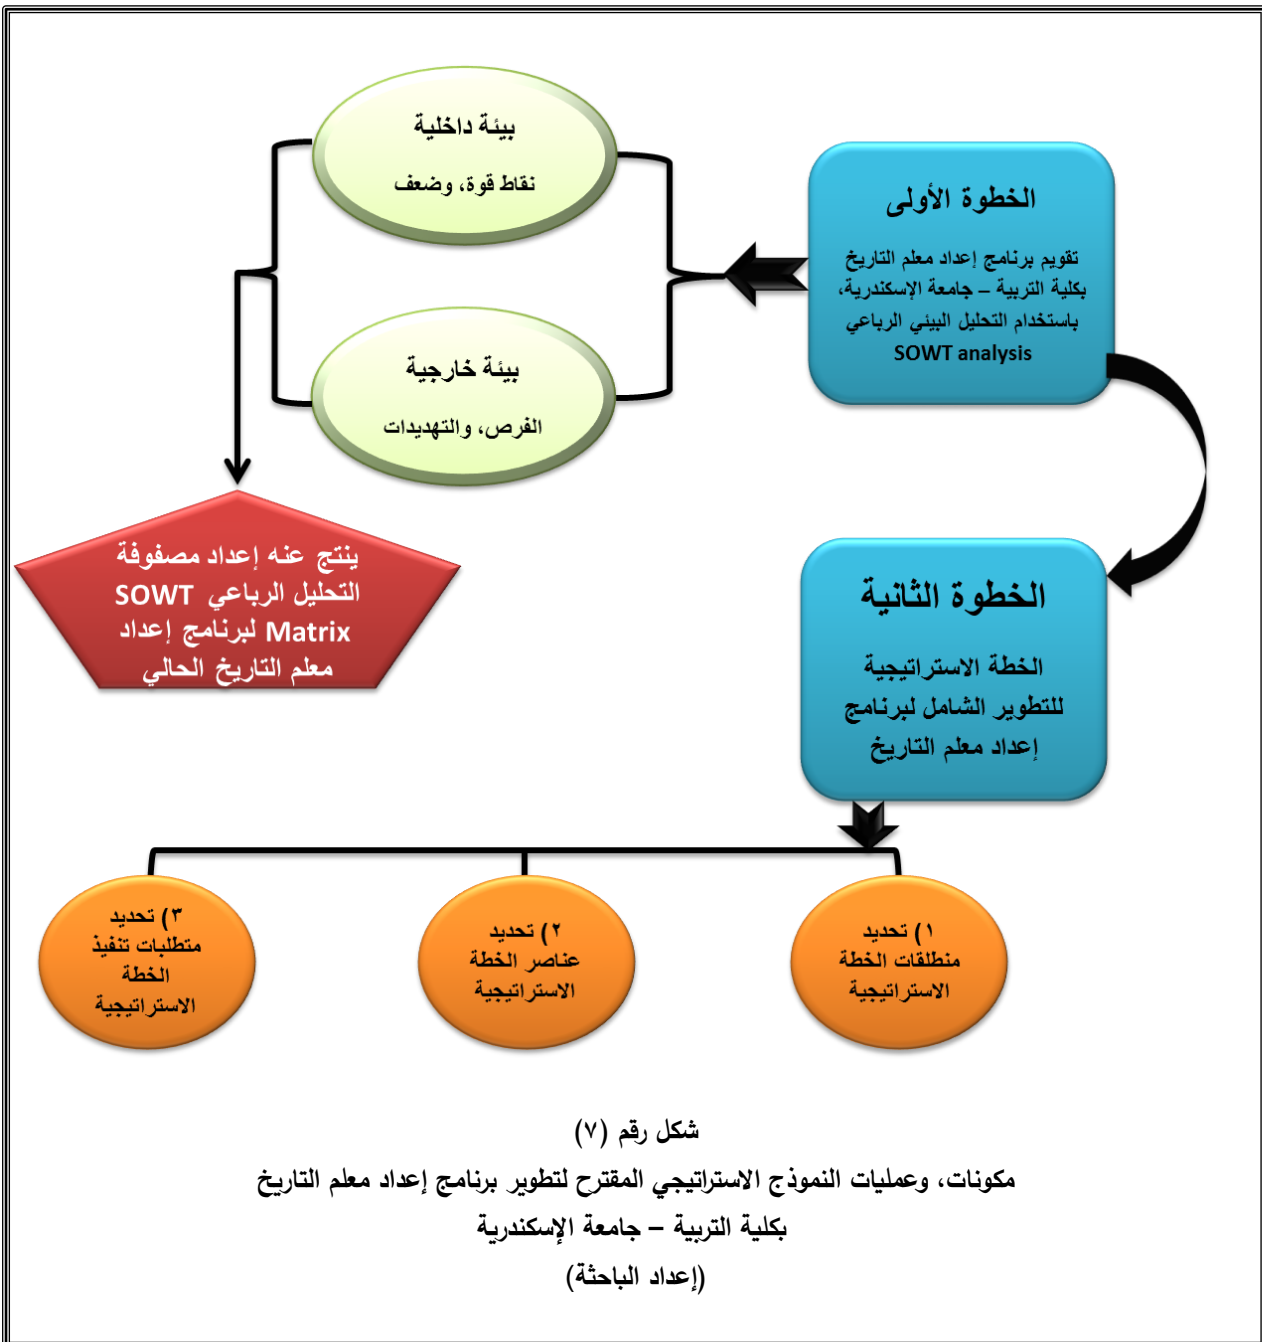 الخطوة الأولى
تقويم برنامج إعداد معلم التاريخ
بكلية التربية – جامعة الإسكندرية،
باستخدام التحليل البيئي الرباعي
SOWT analysis
بيئة داخلية
نقاط قوة، وضعف
بيئة خارجية
الفرص، والتهديدات
ينتج عنه إعداد مصفوفة
التحليل الرباعي SOWT
Matrix لبرنامج إعداد
معلم التاريخ الحالي
الخطوة الثانية
الخطة الاستراتيجية
للتطوير الشامل لبرنامج
إعداد معلم التاريخ
١) تحديد
منطلقات الخطة
الاستراتيجية
٢) تحديد
عناصر الخطة
الاستراتيجية
٣) تحديد
متطلبات تنفيذ
الخطة
الاستراتيجية
شكل رقم (٧)
مكونات، وعمليات النموذج الاستراتيجي المقترح لتطوير برنامج إعداد معلم التاريخ
بكلية التربية – جامعة الإسكندرية
(إعداد الباحثة)